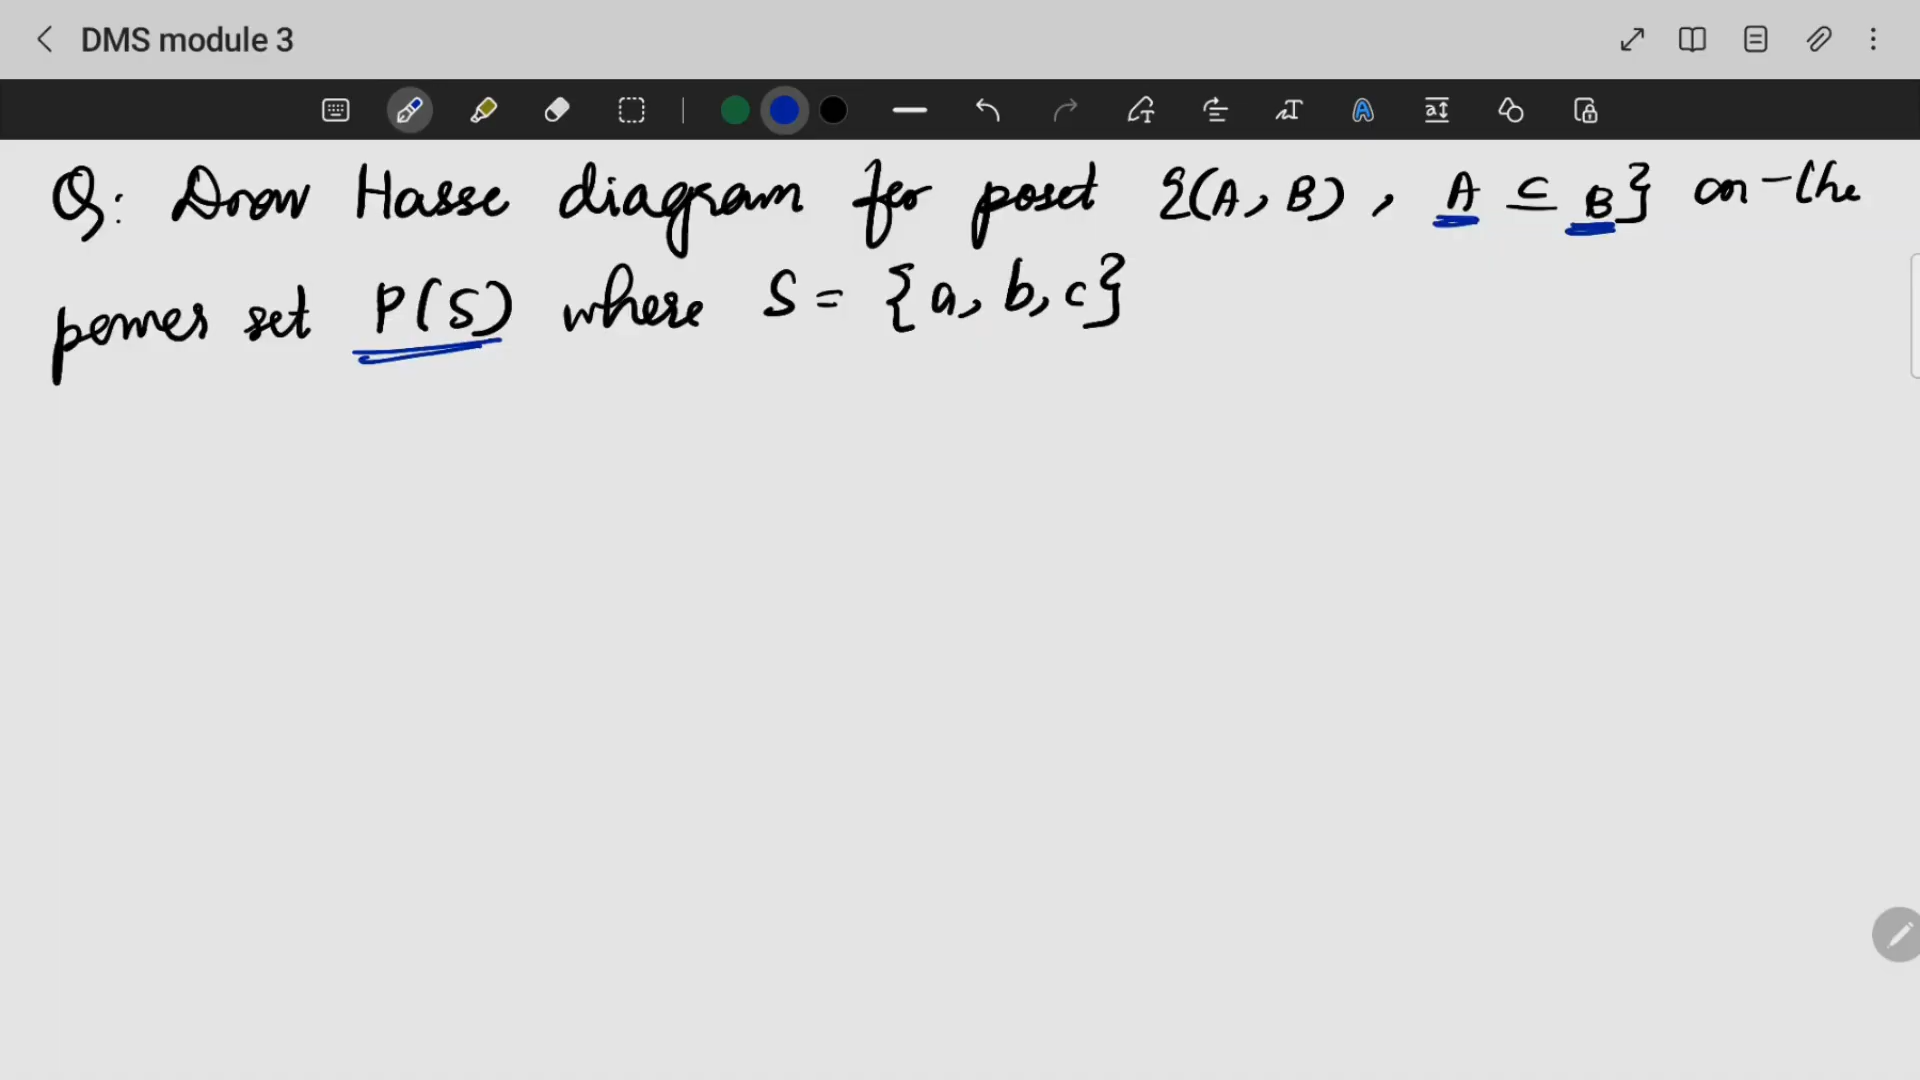 DMS module 3
Q: Draw Hasse diagram for poset {(A, B), A ⊆ B} on the
power set P(S) where S = {a, b, c}